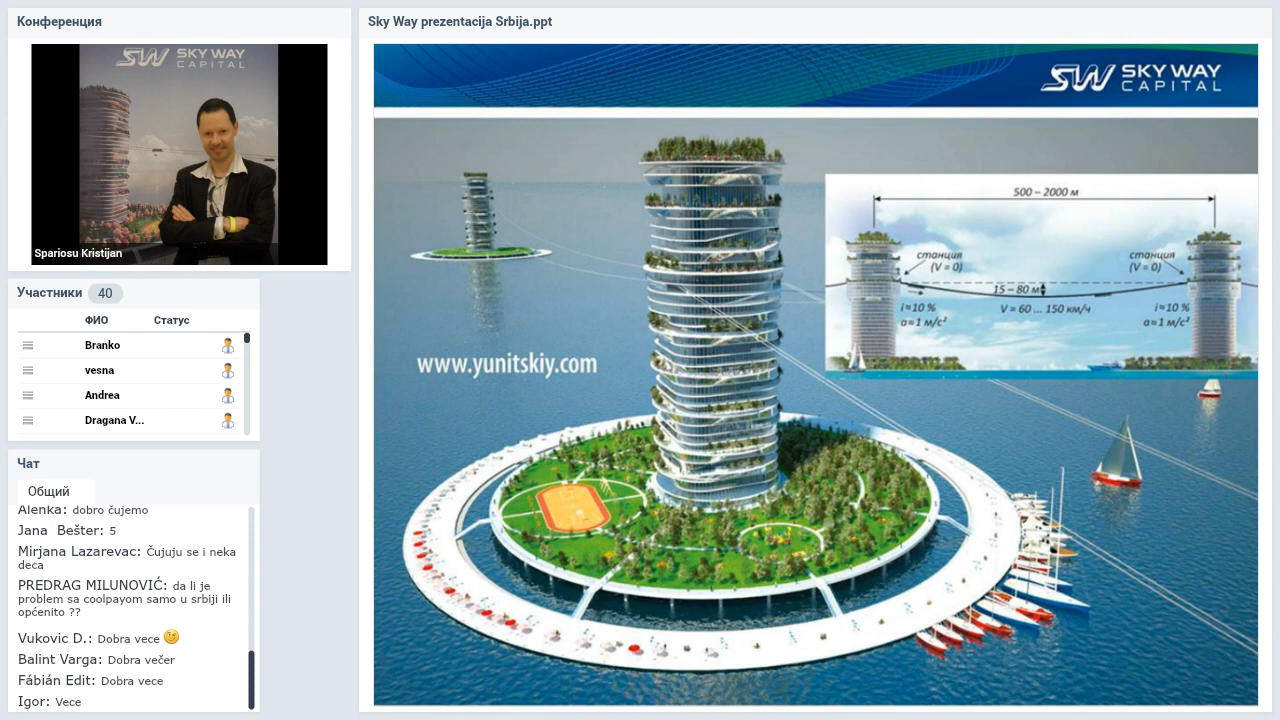 Конференция
SKY WAY
CAPITAL
Spariosu Kristijan
Участники 40
ФИО Статус
Branko
vesna
Andrea
Dragana V...
Чат
Общий
Alenka: dobro čujemo
Jana Bešter: 5
Mirjana Lazarevac: Čujuju se i neka
deca
PREDRAG MILUNOVIĆ: da li je
problem sa coolpayom samo u srbiji ili
općenito ??
Vukovic D.: Dobra vece
Balint Varga: Dobra večer
Fábián Edit: Dobra vece
Igor: Vece
Sky Way prezentacija Srbija.ppt
SW SKY WAY
CAPITAL
500 – 2000 м
станция
(V = 0)
станция
(V = 0)
15 – 80 м
i≈10 %
a≈1 м/с²
V = 60 ... 150 км/ч
i≈10 %
a≈1 м/с²
www.yunitskiy.com